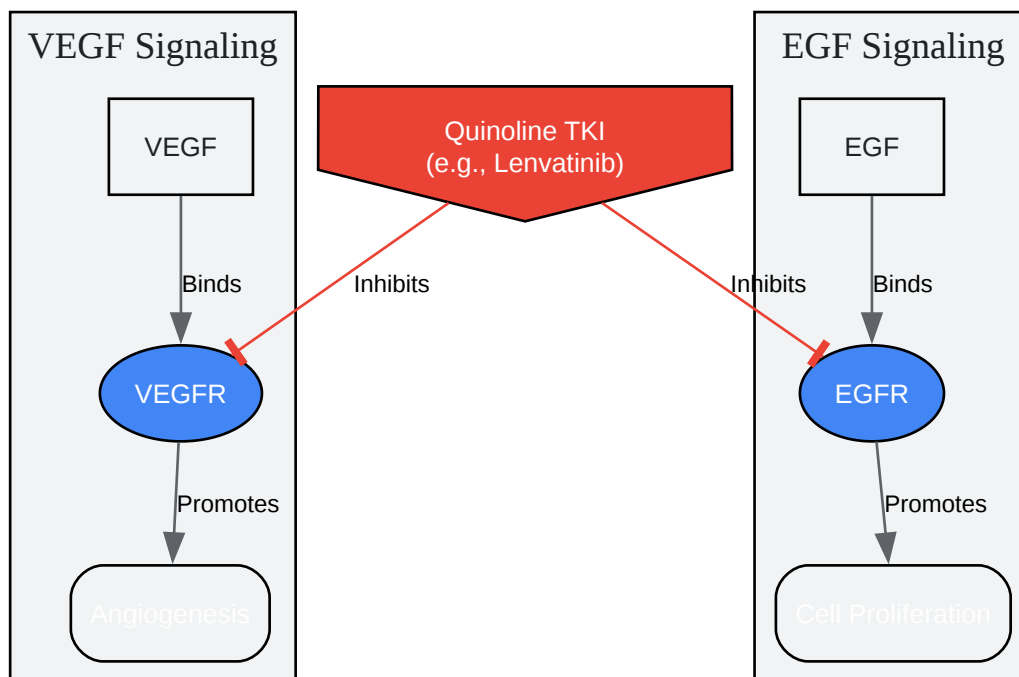 VEGF Signaling
EGF Signaling
VEGF
Quinoline TKI
(e.g., Lenvatinib)
EGF
Binds
Inhibits
Inhibits
Binds
VEGFR
EGFR
Promotes
Promotes
Angiogenesis
Cell Proliferation